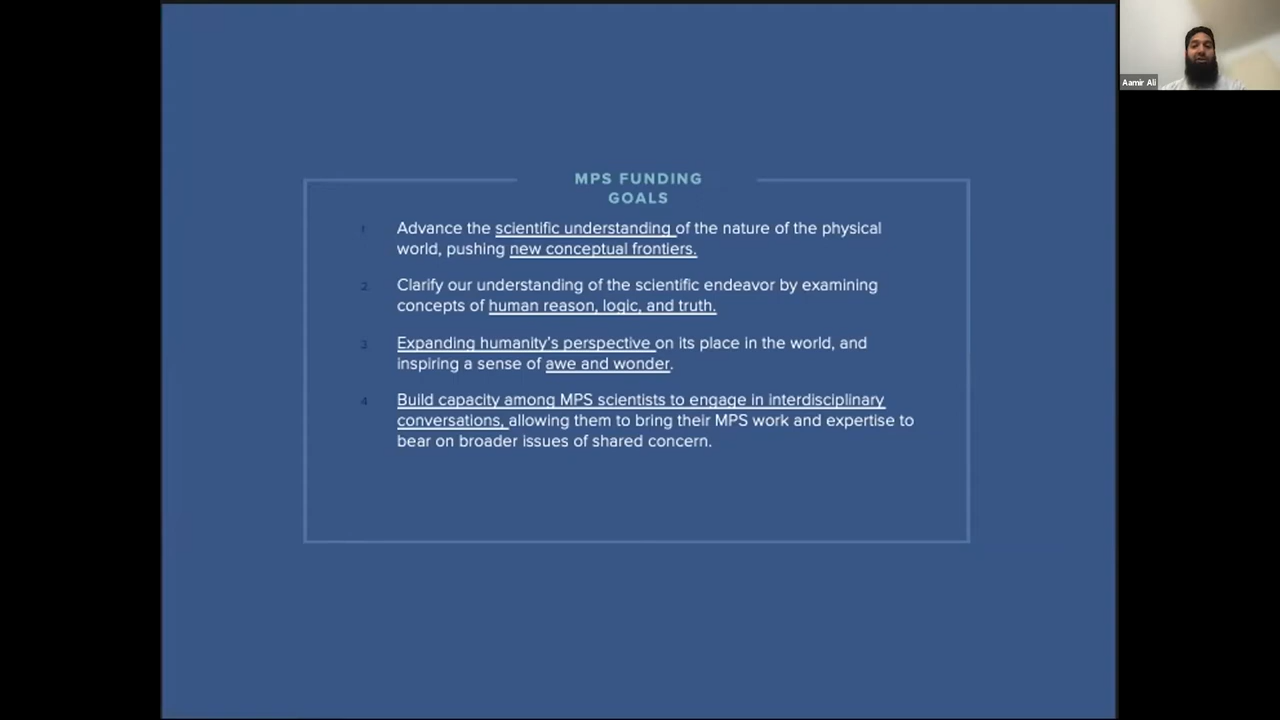 MPS FUNDING
GOALS
1. Advance the scientific understanding of the nature of the physical
world, pushing new conceptual frontiers.
2. Clarify our understanding of the scientific endeavor by examining
concepts of human reason, logic, and truth.
3. Expanding humanity’s perspective on its place in the world, and
inspiring a sense of awe and wonder.
4. Build capacity among MPS scientists to engage in interdisciplinary
conversations, allowing them to bring their MPS work and expertise to
bear on broader issues of shared concern.
Aamir Ali